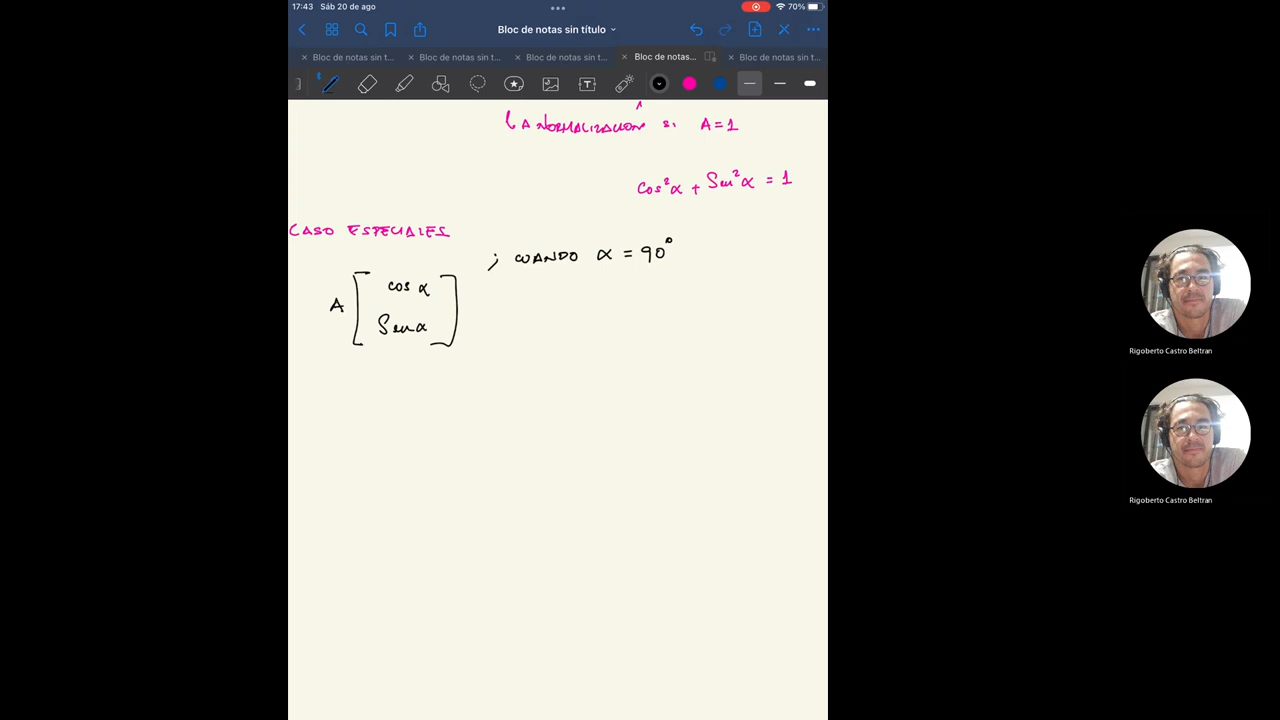 17:43 Sáb 20 de ago
70%
Bloc de notas sin título
Bloc de notas sin t...
Bloc de notas sin t...
Bloc de notas sin t...
Bloc de notas...
Bloc de notas sin t...
LA NORMALIZACION si A=1
cos²α + Sen²α = 1
CASO ESPECIALES
; CUANDO α = 90°
A [ cos α
Sen α ]
Rigoberto Castro Beltran
Rigoberto Castro Beltran